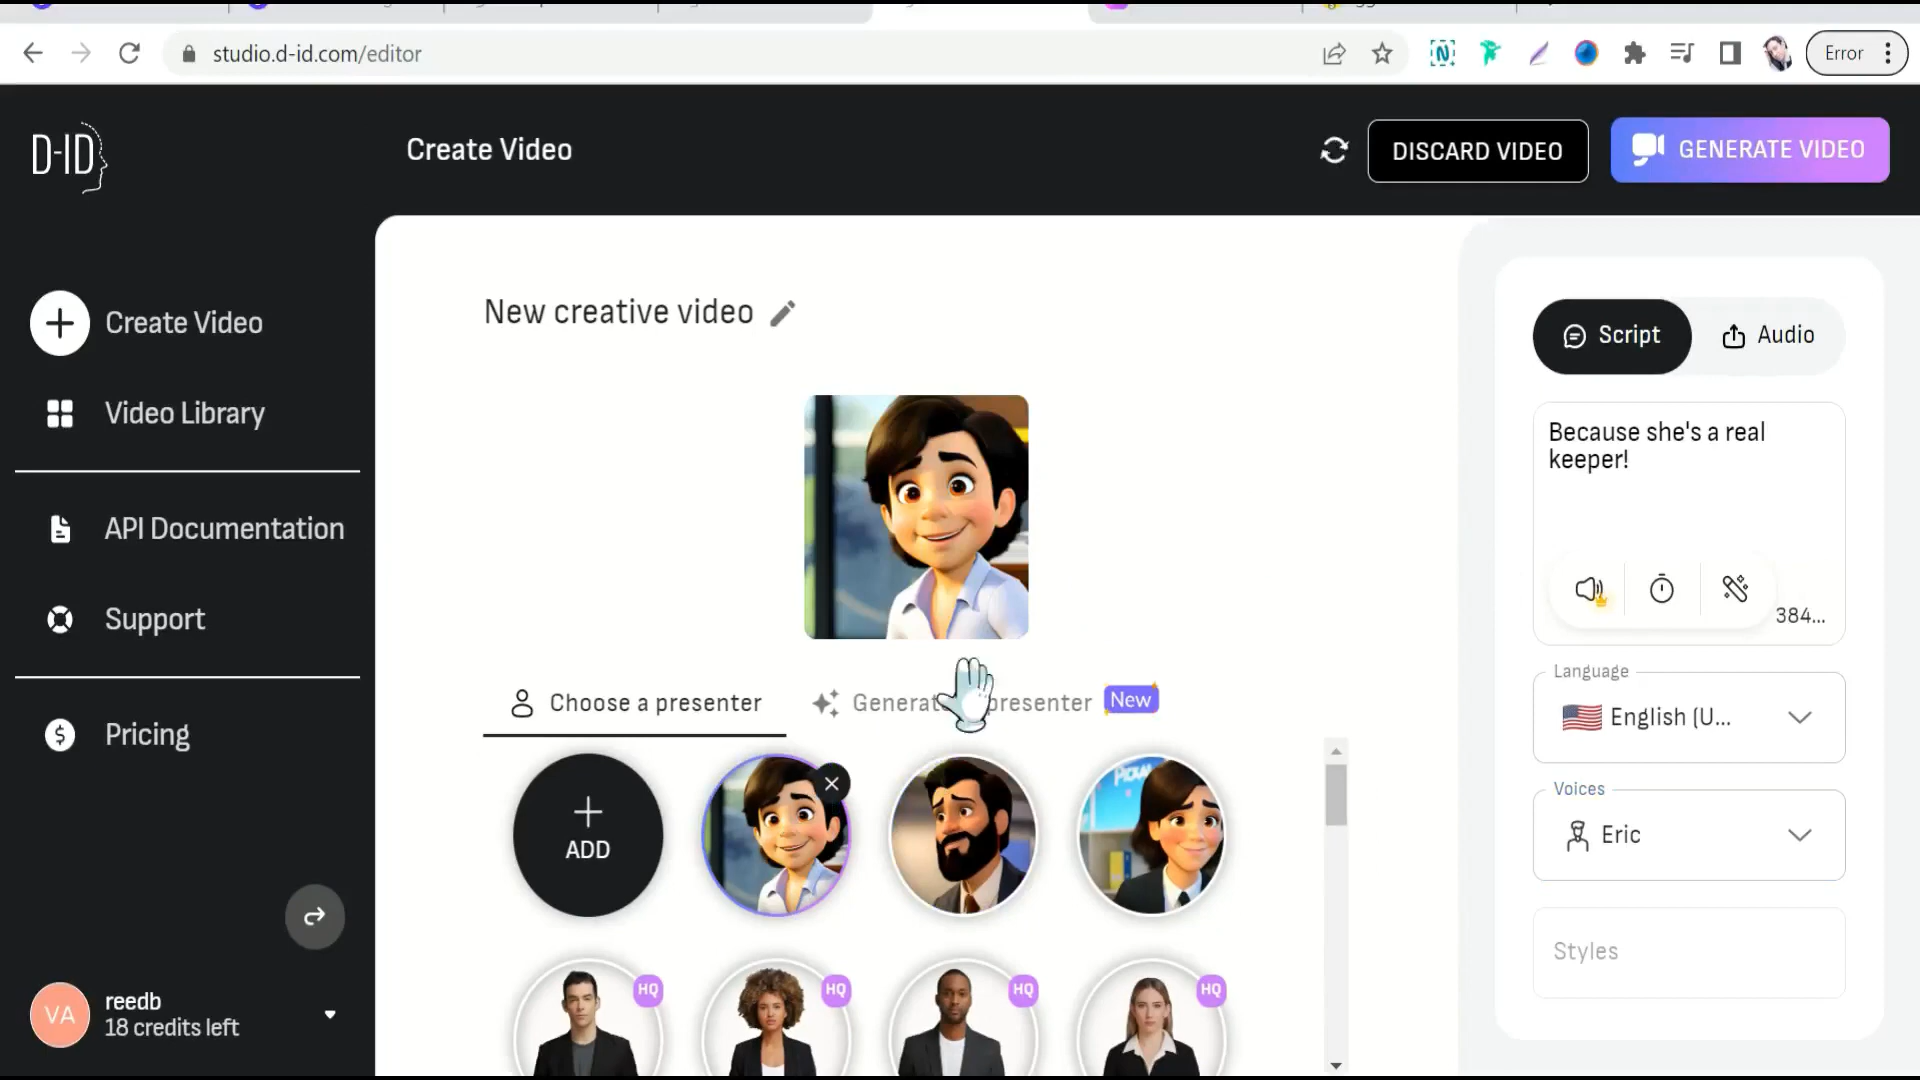 studio.d-id.com/editor
Error
D-ID
Create Video
DISCARD VIDEO
GENERATE VIDEO
Create Video
Video Library
API Documentation
Support
Pricing
reedb
18 credits left
VA
New creative video
Choose a presenter
presenter
New
ADD
HQ
HQ
HQ
HQ
Script
Audio
Because she's a real
keeper!
384...
Language
English (U...
Voices
Eric
Styles